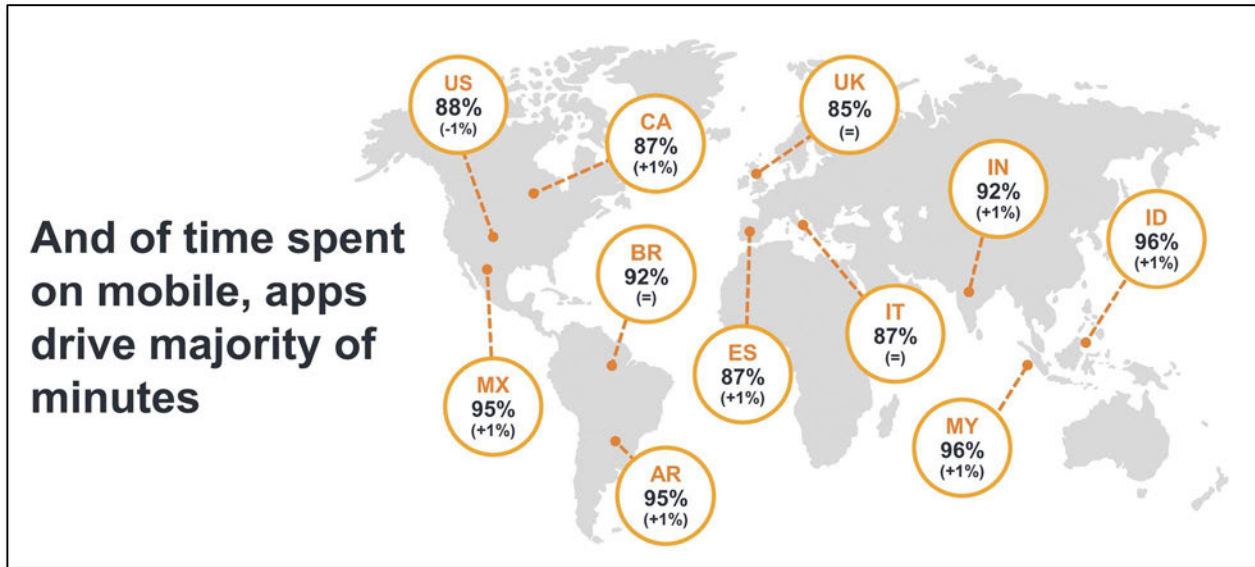 And of time spent
on mobile, apps
drive majority of
minutes
US
88%
(-1%)
CA
87%
(+1%)
UK
85%
(=)
IN
92%
(+1%)
ID
96%
(+1%)
BR
92%
(=)
IT
87%
(=)
ES
87%
(+1%)
MX
95%
(+1%)
MY
96%
(+1%)
AR
95%
(+1%)